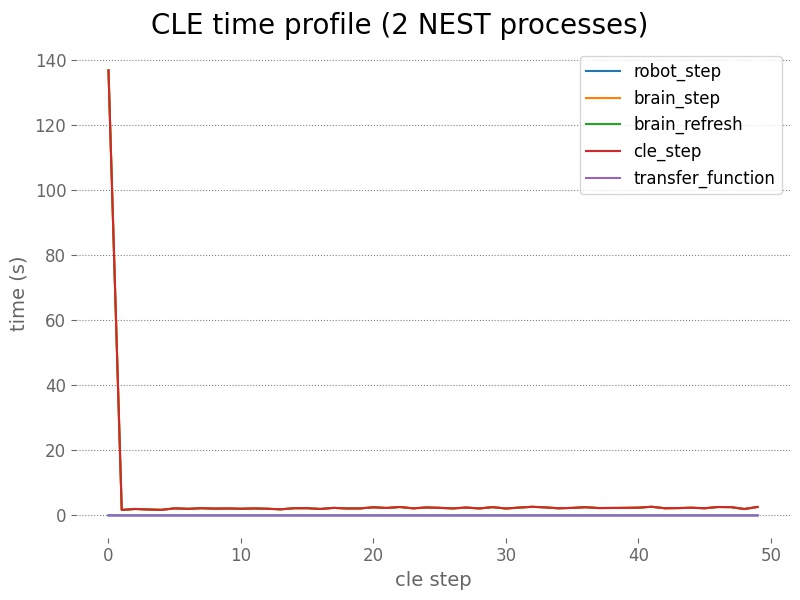 CLE time profile (2 NEST processes)
robot_step
brain_step
brain_refresh
cle_step
transfer_function
140
120
100
80
60
40
20
0
time (s)
0 10 20 30 40 50
cle step